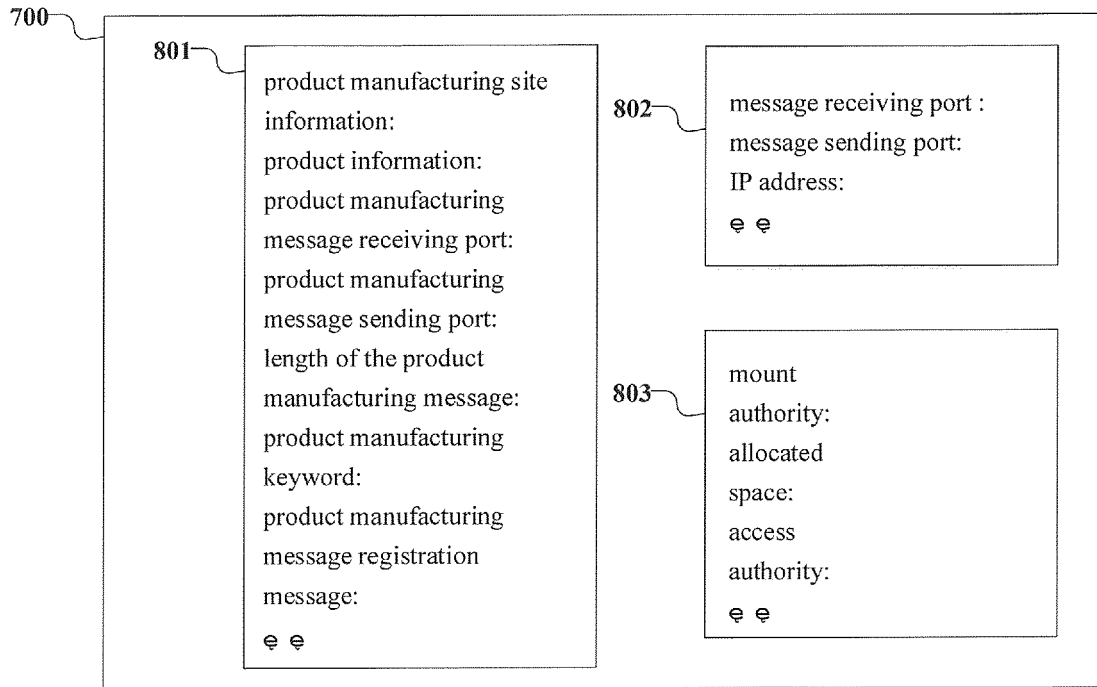 700
801
product manufacturing site
information:
product information:
product manufacturing
message receiving port:
product manufacturing
message sending port:
length of the product
manufacturing message:
product manufacturing
keyword:
product manufacturing
message registration
message:
802
message receiving port :
message sending port:
IP address:
803
mount
authority:
allocated
space:
access
authority: